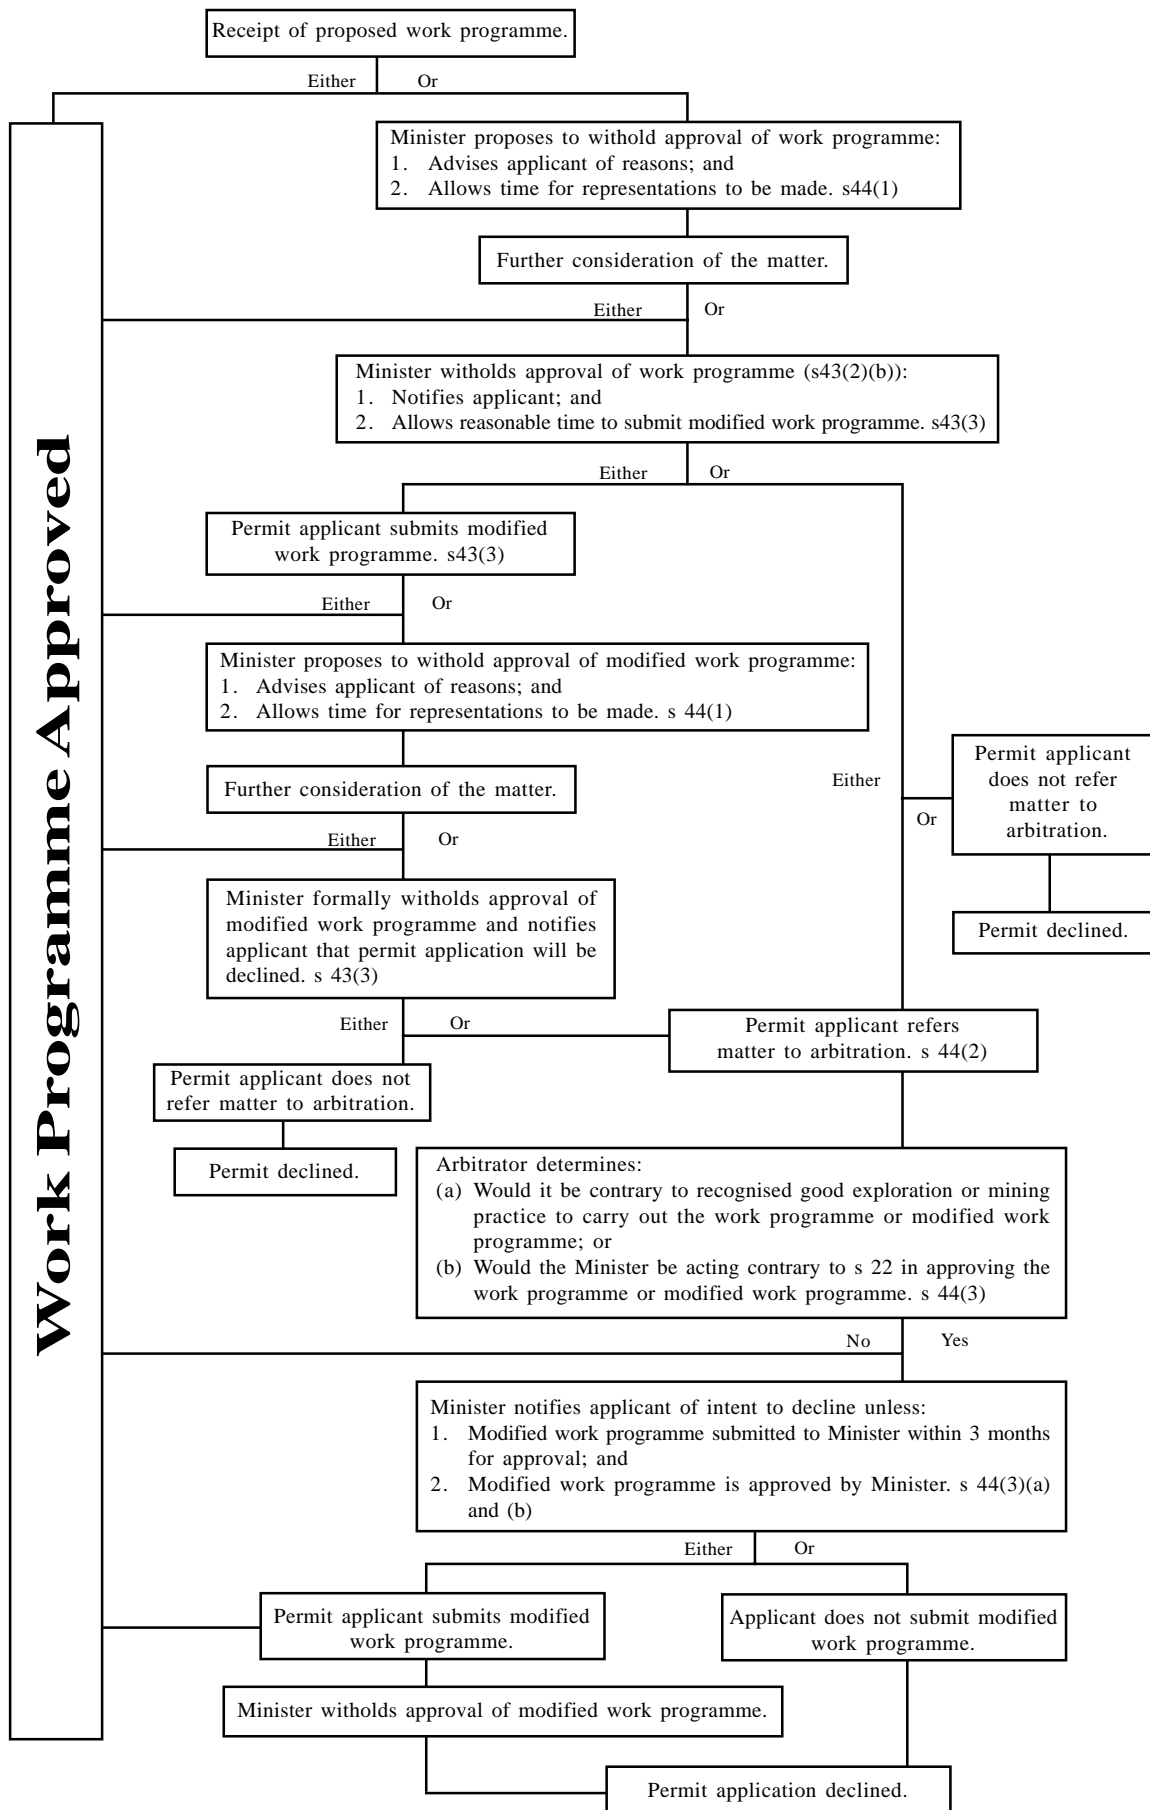 Receipt of proposed work programme.
Either Or
Minister proposes to withold approval of work programme:
1. Advises applicant of reasons; and
2. Allows time for representations to be made. s44(1)
Further consideration of the matter.
Either Or
Minister witholds approval of work programme (s43(2)(b)):
1. Notifies applicant; and
2. Allows reasonable time to submit modified work programme. s43(3)
Either Or
Permit applicant submits modified
work programme. s43(3)
Either Or
Minister proposes to withold approval of modified work programme:
1. Advises applicant of reasons; and
2. Allows time for representations to be made. s 44(1)
Further consideration of the matter.
Either Or
Minister formally witholds approval of
modified work programme and notifies
applicant that permit application will be
declined. s 43(3)
Either Or
Permit applicant does not
refer matter to arbitration.
Permit declined.
Either
Or
Permit applicant
does not refer
matter to
arbitration.
Permit declined.
Permit applicant refers
matter to arbitration. s 44(2)
Arbitrator determines:
(a) Would it be contrary to recognised good exploration or mining
practice to carry out the work programme or modified work
programme; or
(b) Would the Minister be acting contrary to s 22 in approving the
work programme or modified work programme. s 44(3)
No Yes
Minister notifies applicant of intent to decline unless:
1. Modified work programme submitted to Minister within 3 months
for approval; and
2. Modified work programme is approved by Minister. s 44(3)(a)
and (b)
Either Or
Permit applicant submits modified
work programme.
Applicant does not submit modified
work programme.
Minister witholds approval of modified work programme.
Permit application declined.
Work Programme Approved